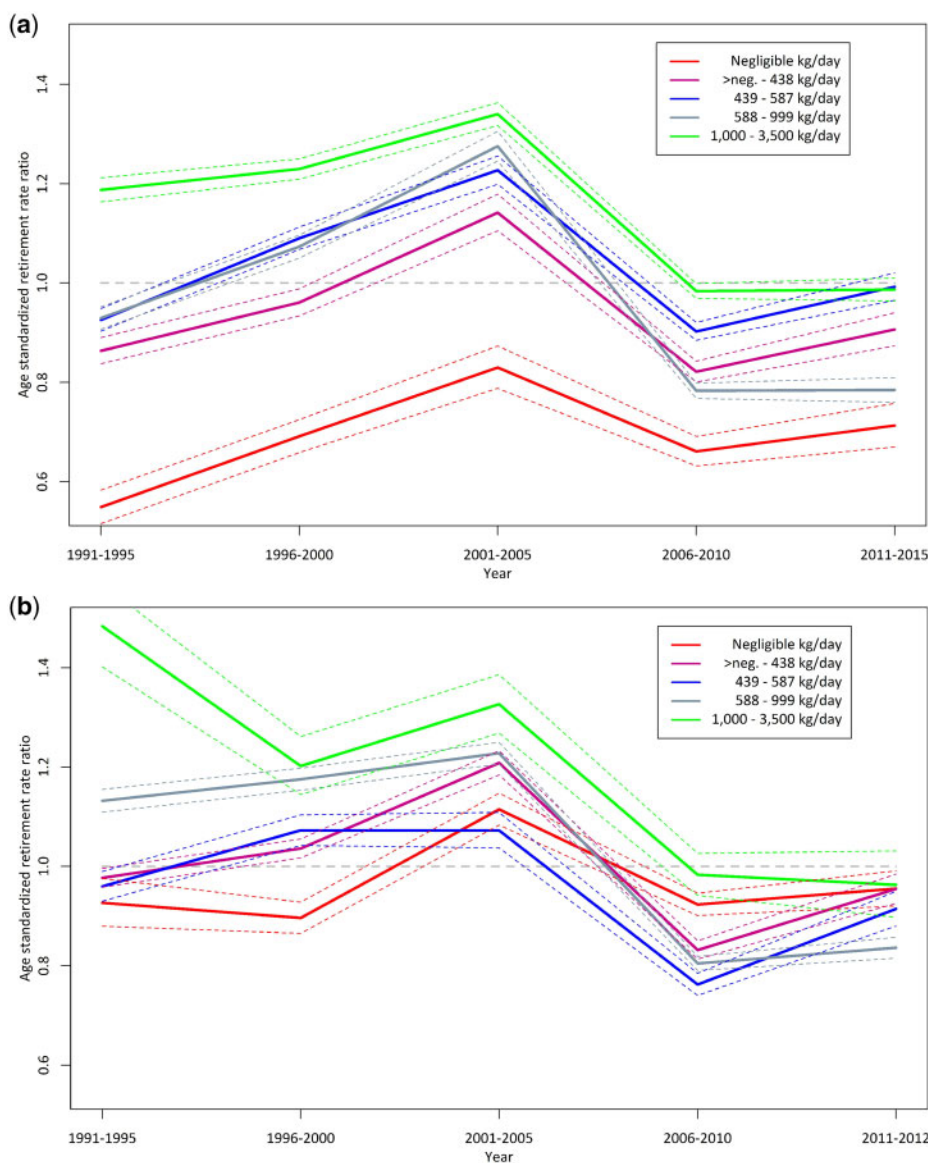 (a)
Age standardized retirement rate ratio
1.4
1.2
1.0
0.8
0.6
Negligible kg/day
>neg. - 438 kg/day
439 - 587 kg/day
588 - 999 kg/day
1,000 - 3,500 kg/day
1991-1995
1996-2000
2001-2005
2006-2010
2011-2015
Year
(b)
Age standardized retirement rate ratio
1.4
1.2
1.0
0.8
0.6
Negligible kg/day
>neg. - 438 kg/day
439 - 587 kg/day
588 - 999 kg/day
1,000 - 3,500 kg/day
1991-1995
1996-2000
2001-2005
2006-2010
2011-2012
Year